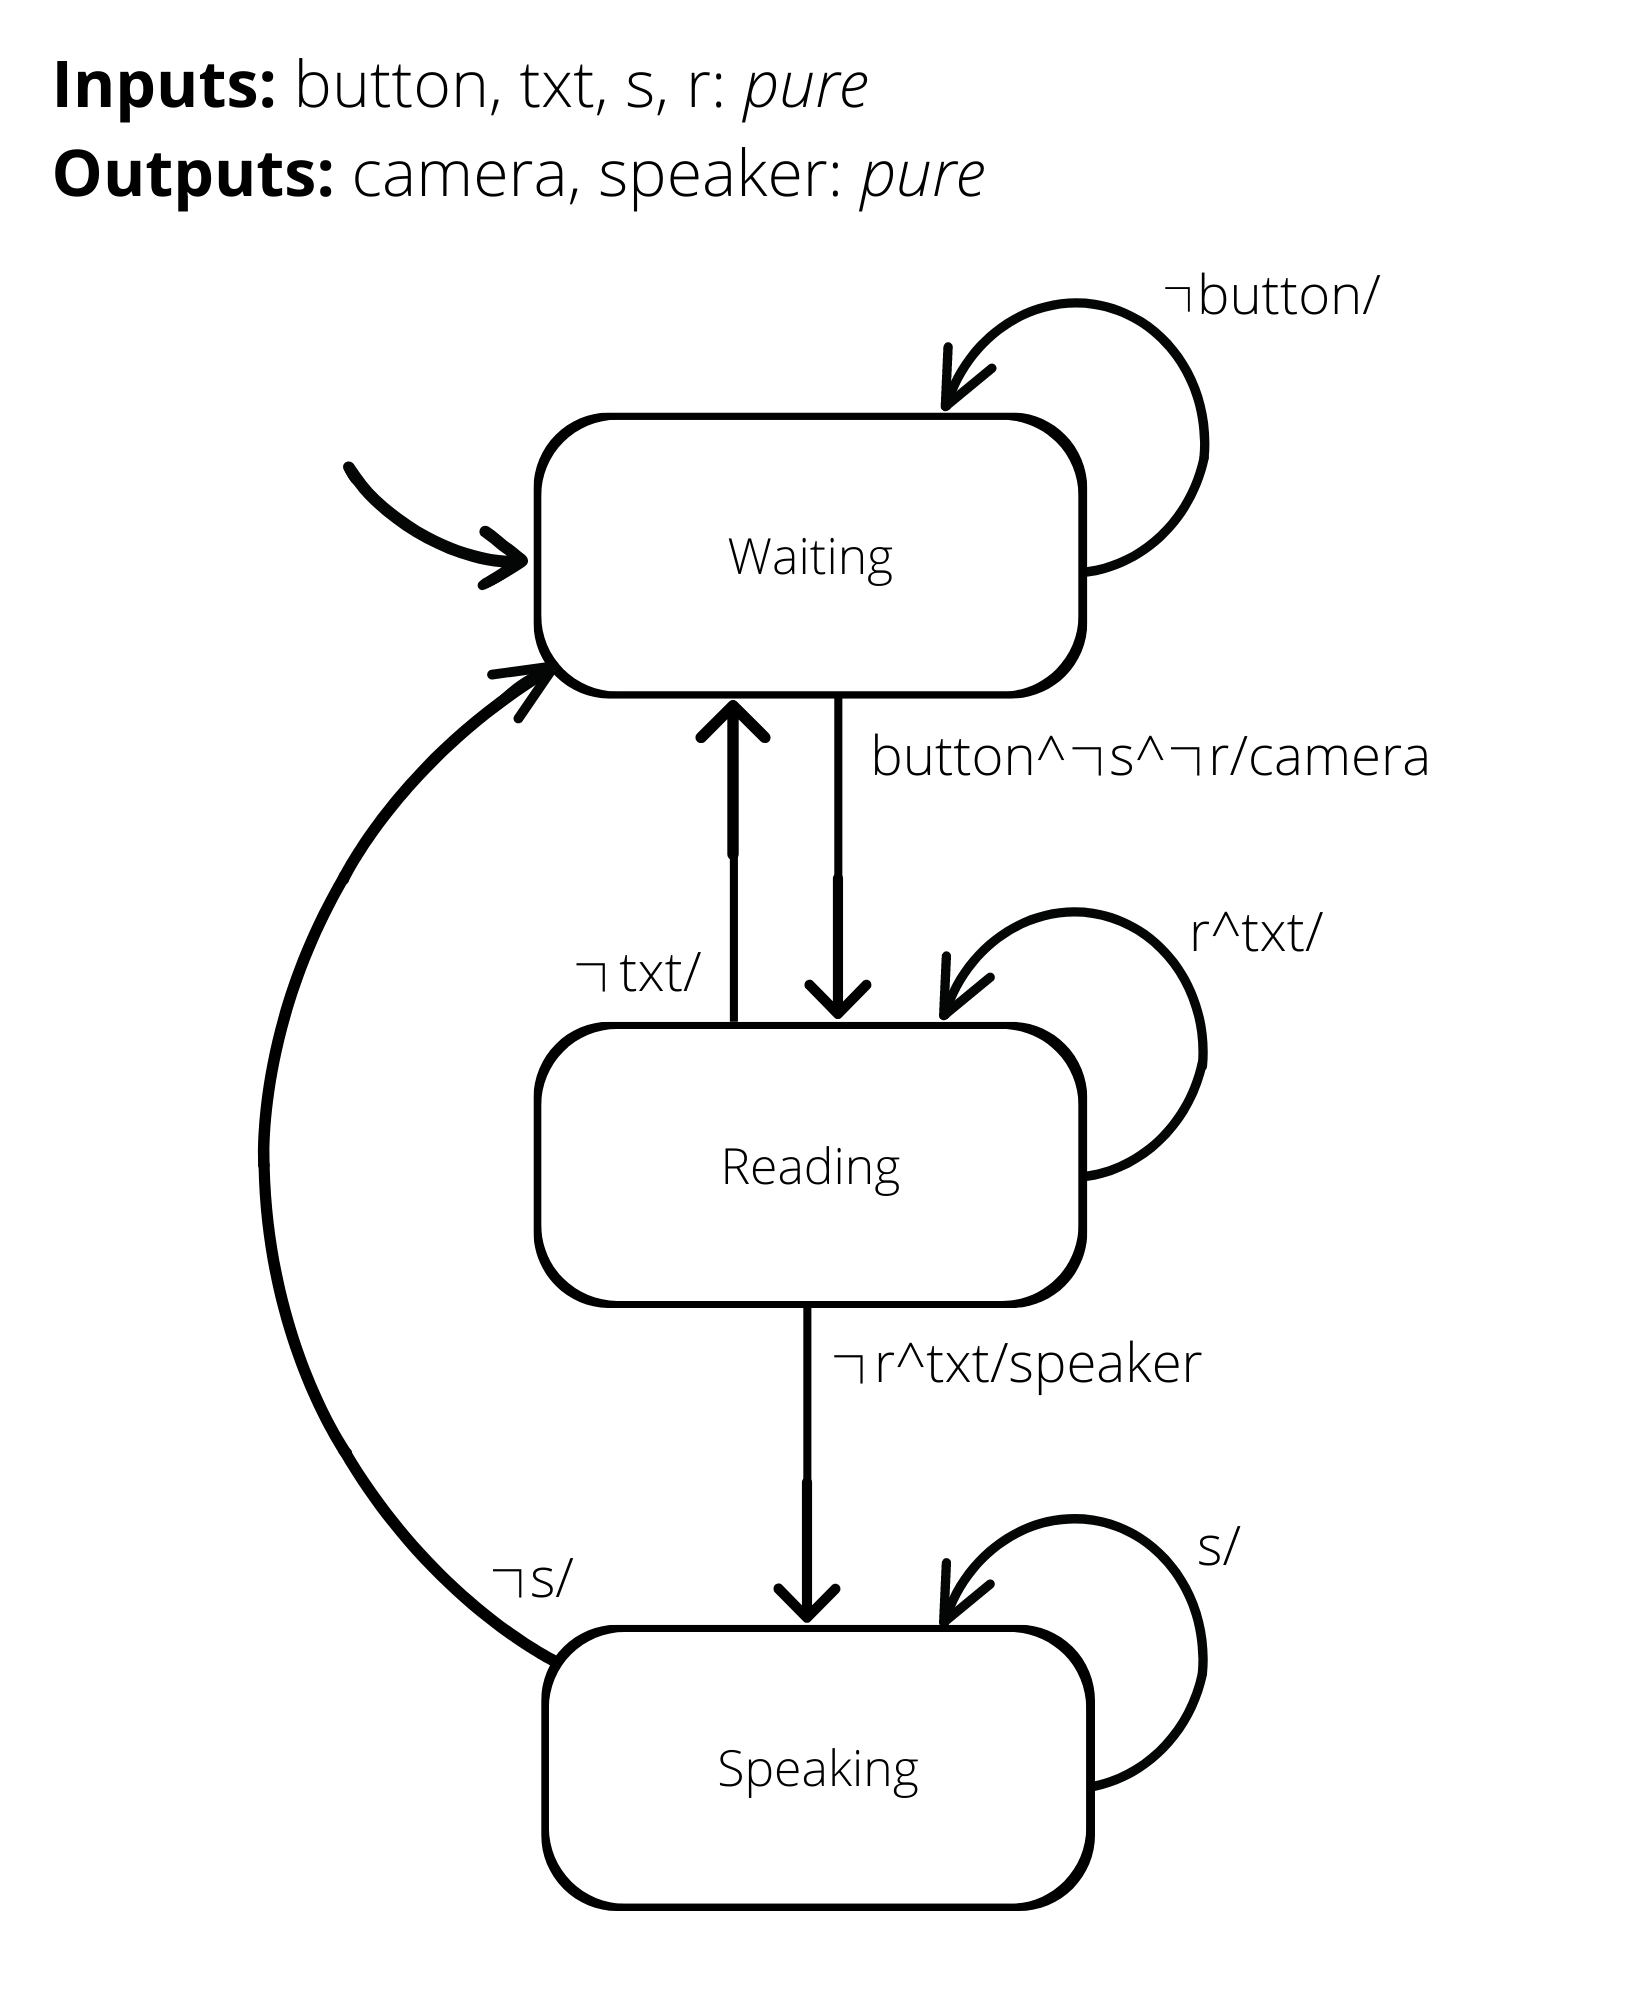 Inputs: button, txt, s, r: pure
Outputs: camera, speaker: pure
¬button/
Waiting
button^¬s^¬r/camera
r^txt/
¬txt/
Reading
¬r^txt/speaker
s/
¬s/
Speaking